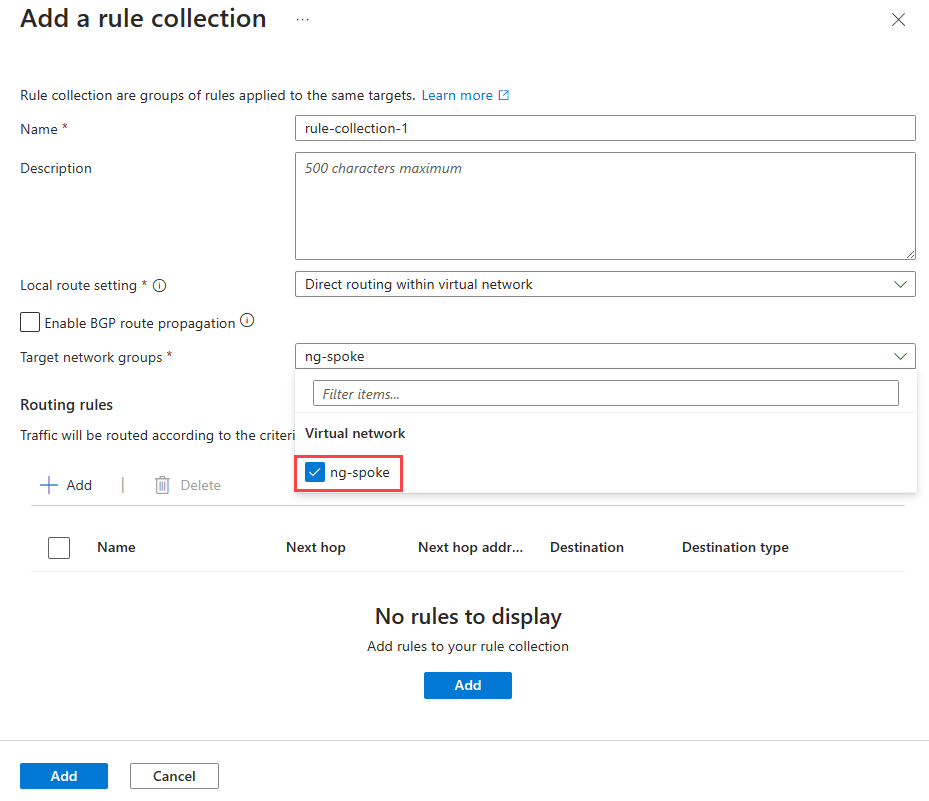 Add a rule collection ...
Rule collection are groups of rules applied to the same targets. Learn more
Name *
rule-collection-1
Description
500 characters maximum
Local route setting *
Direct routing within virtual network
Enable BGP route propagation
Target network groups *
ng-spoke
Filter items...
Routing rules
Virtual network
Traffic will be routed according to the criteri
ng-spoke
Add | Delete
Name Next hop Next hop addr... Destination Destination type
No rules to display
Add rules to your rule collection
Add
Add Cancel